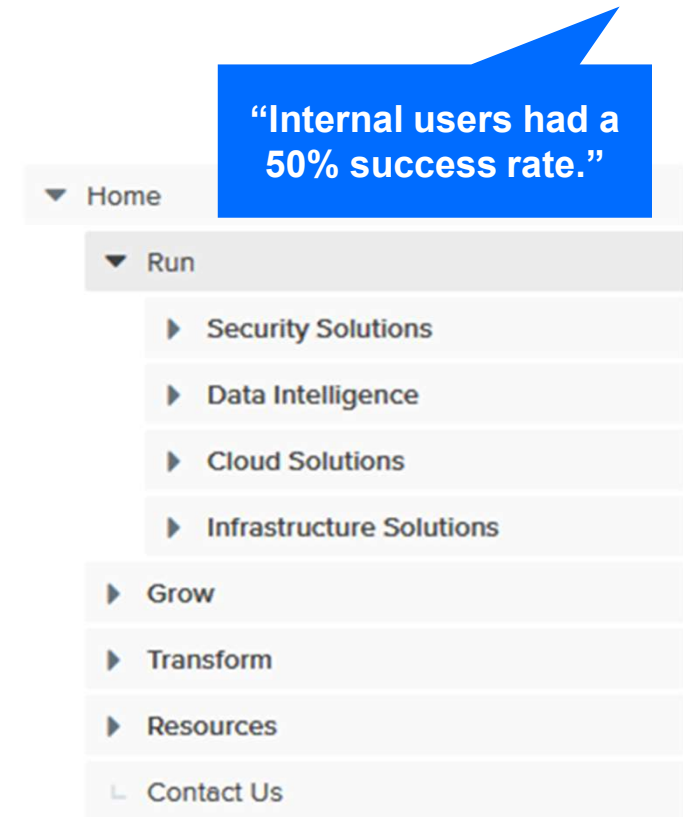 “Internal users had a
50% success rate.”
Home
Run
Security Solutions
Data Intelligence
Cloud Solutions
Infrastructure Solutions
Grow
Transform
Resources
Contact Us